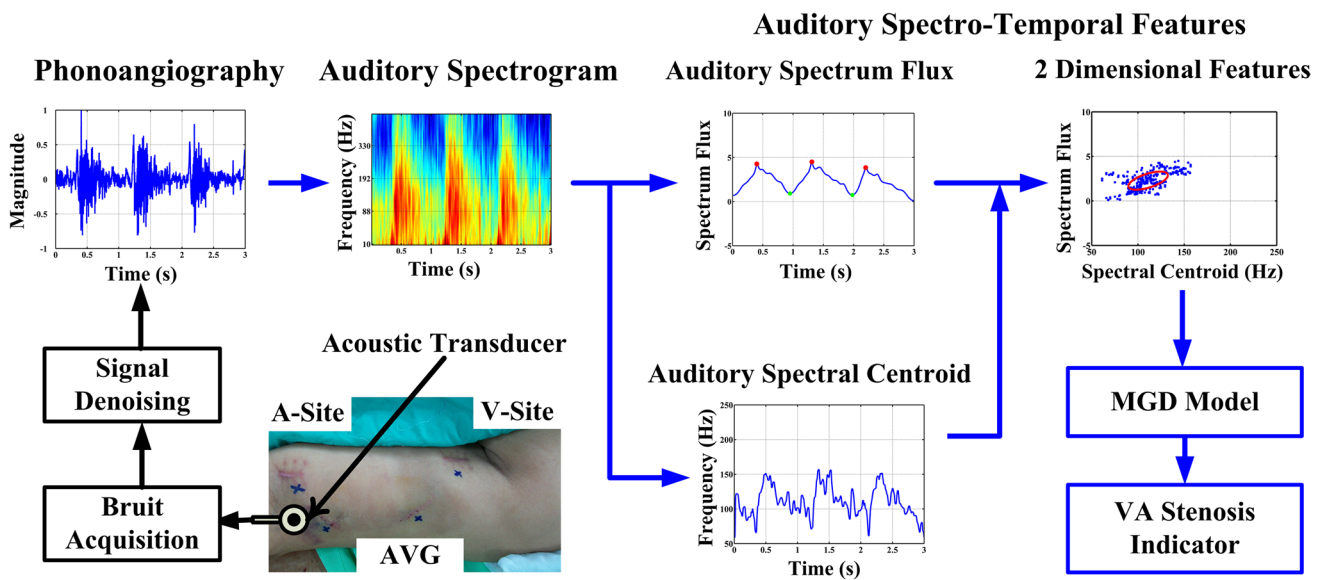 Auditory Spectro-Temporal Features
Phonoangiography
Auditory Spectrogram
Auditory Spectrum Flux
2 Dimensional Features
Magnitude
1
0.5
0
-0.5
-1
0 0.5 1 1.5 2 2.5 3
Time (s)
Frequency (Hz)
330
192
88
10
0.5 1 1.5 2 2.5 3
Time (s)
Spectrum Flux
10
5
0
-5
0 0.5 1 1.5 2 2.5 3
Time (s)
Spectrum Flux
10
5
0
-5
50 100 150 200 250
Spectral Centroid (Hz)
Signal
Denoising
Bruit
Acquisition
Acoustic Transducer
A-Site
V-Site
AVG
Auditory Spectral Centroid
Frequency (Hz)
250
200
150
100
50
0 0.5 1 1.5 2 2.5 3
Time (s)
MGD Model
VA Stenosis
Indicator